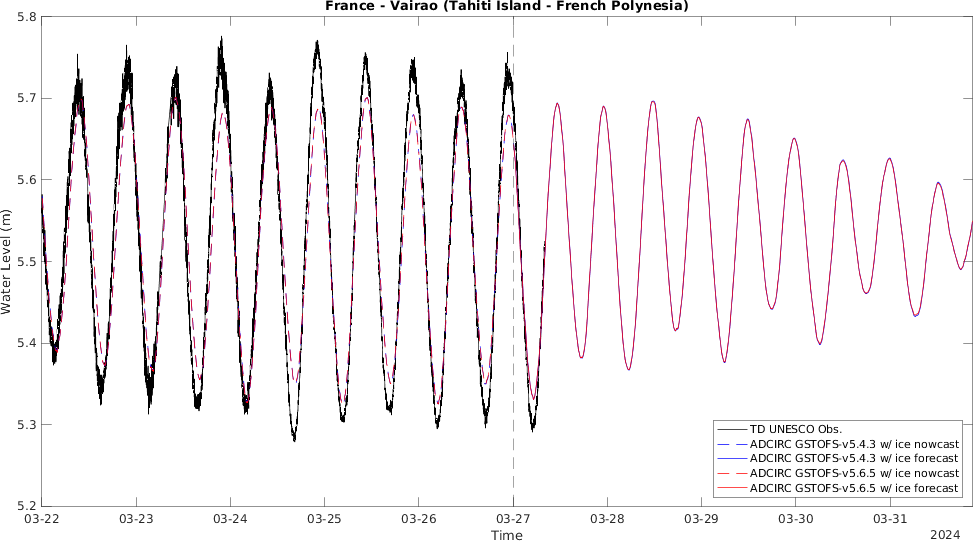 France - Vairao (Tahiti Island - French Polynesia)
5.8
5.7
5.6
5.5
5.4
5.3
5.2
Water Level (m)
TD UNESCO Obs.
ADCIRC GSTOFS-v5.4.3 w/ ice nowcast
ADCIRC GSTOFS-v5.4.3 w/ ice forecast
ADCIRC GSTOFS-v5.6.5 w/ ice nowcast
ADCIRC GSTOFS-v5.6.5 w/ ice forecast
03-22 03-23 03-24 03-25 03-26 03-27 03-28 03-29 03-30 03-31
Time
2024